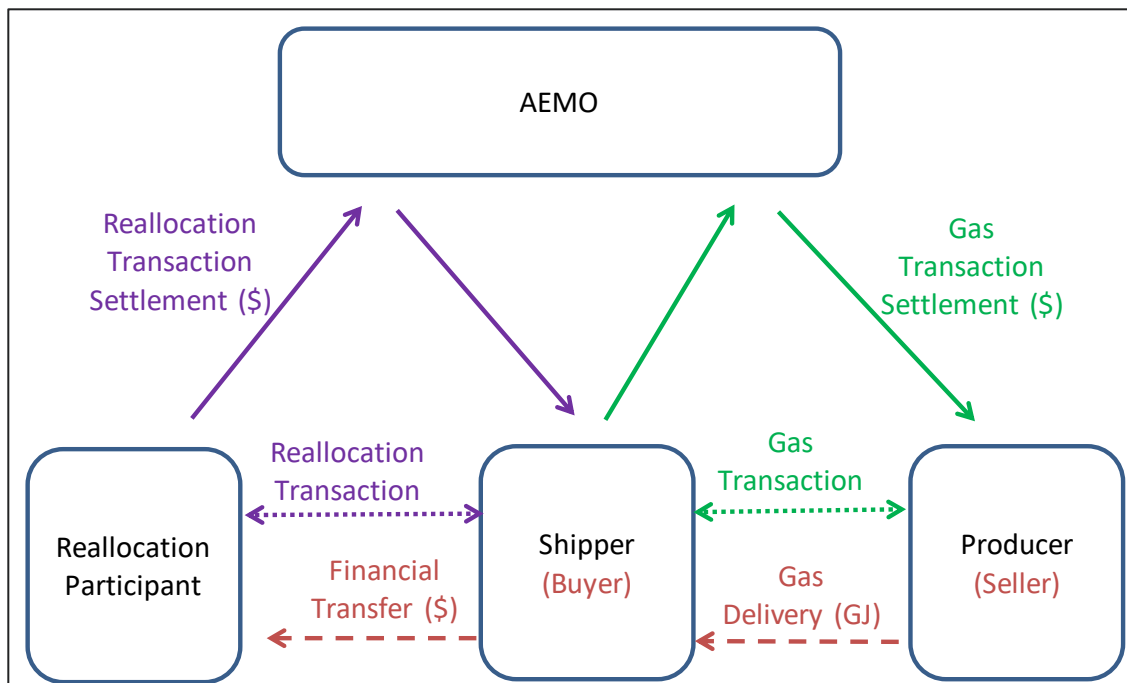 AEMO
Reallocation
Transaction
Settlement ($)
Gas
Transaction
Settlement ($)
Reallocation
Transaction
Gas
Transaction
Reallocation
Participant
Financial
Transfer ($)
Shipper
(Buyer)
Gas
Delivery (GJ)
Producer
(Seller)